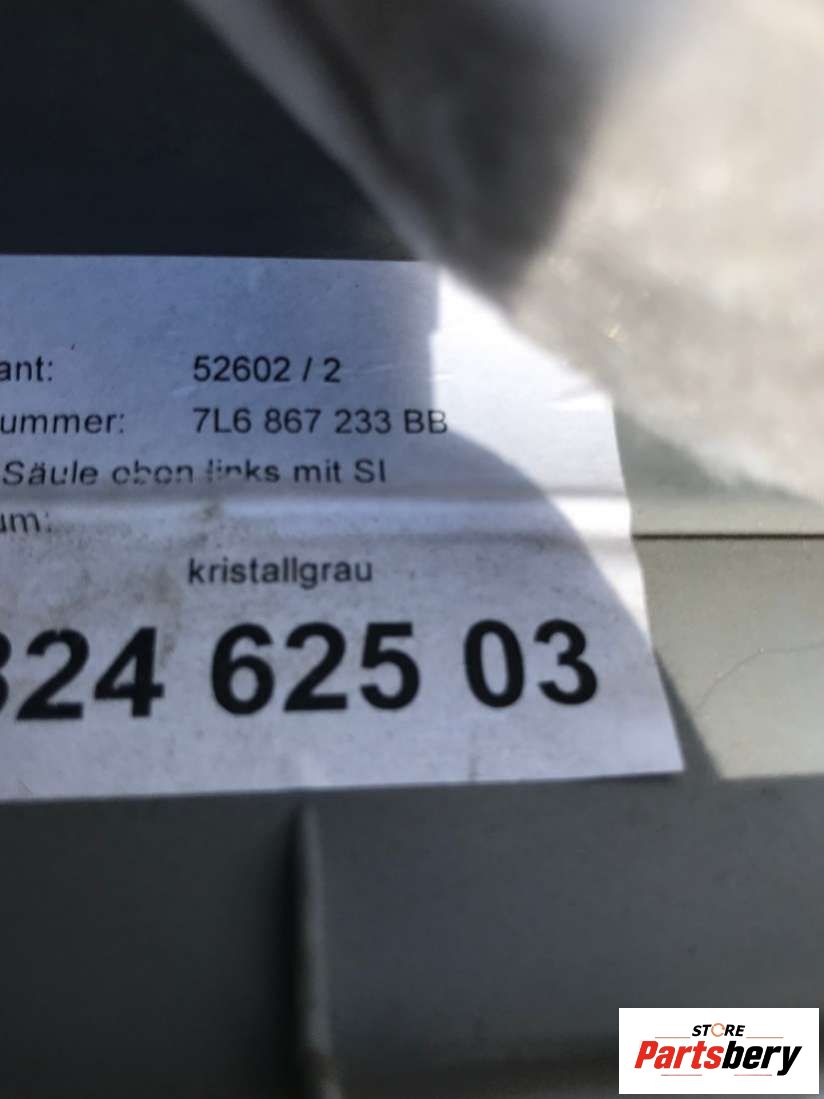 ant: 52602 / 2
ummer: 7L6 867 233 BB
Säule oben links mit SI
um:
kristallgrau
324 625 03
STORE
Partsbery